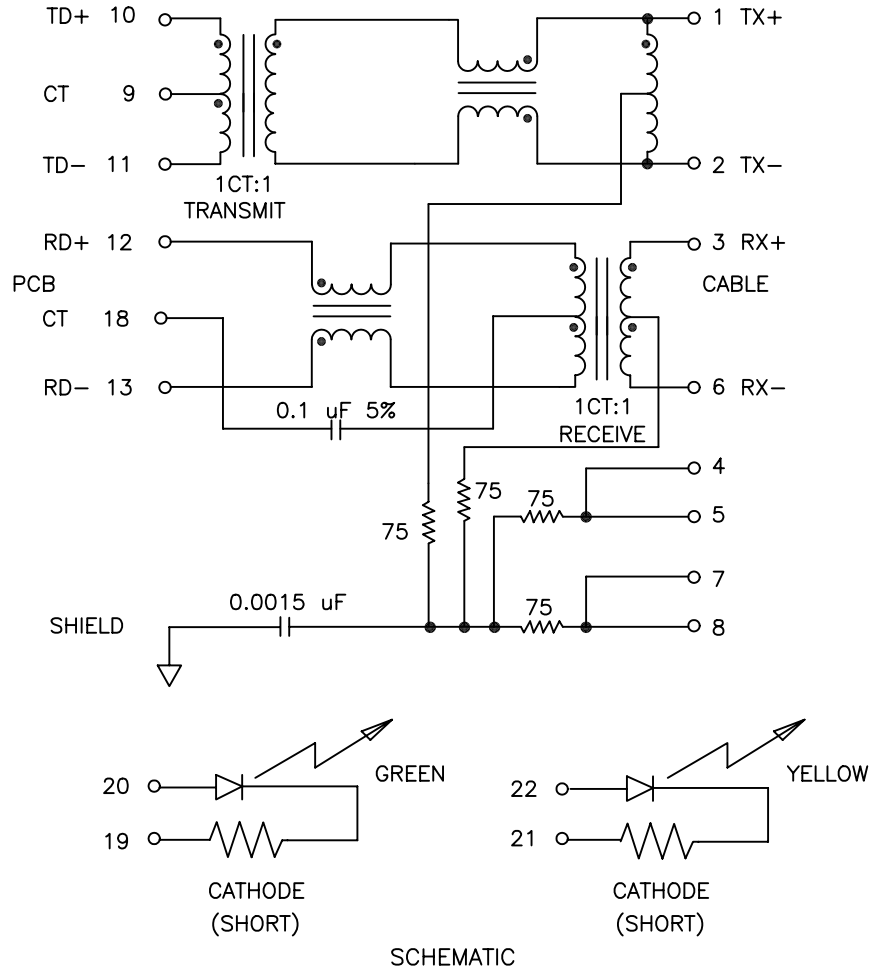 TD+ 10
1 TX+
CT 9
TD− 11
2 TX−
1CT:1
TRANSMIT
RD+ 12
3 RX+
PCB
CABLE
CT 18
RD− 13
6 RX−
0.1 uF 5%
1CT:1
RECEIVE
4
75
75
5
75
7
0.0015 uF
75
SHIELD
8
GREEN
YELLOW
20
22
19
21
CATHODE
(SHORT)
CATHODE
(SHORT)
SCHEMATIC